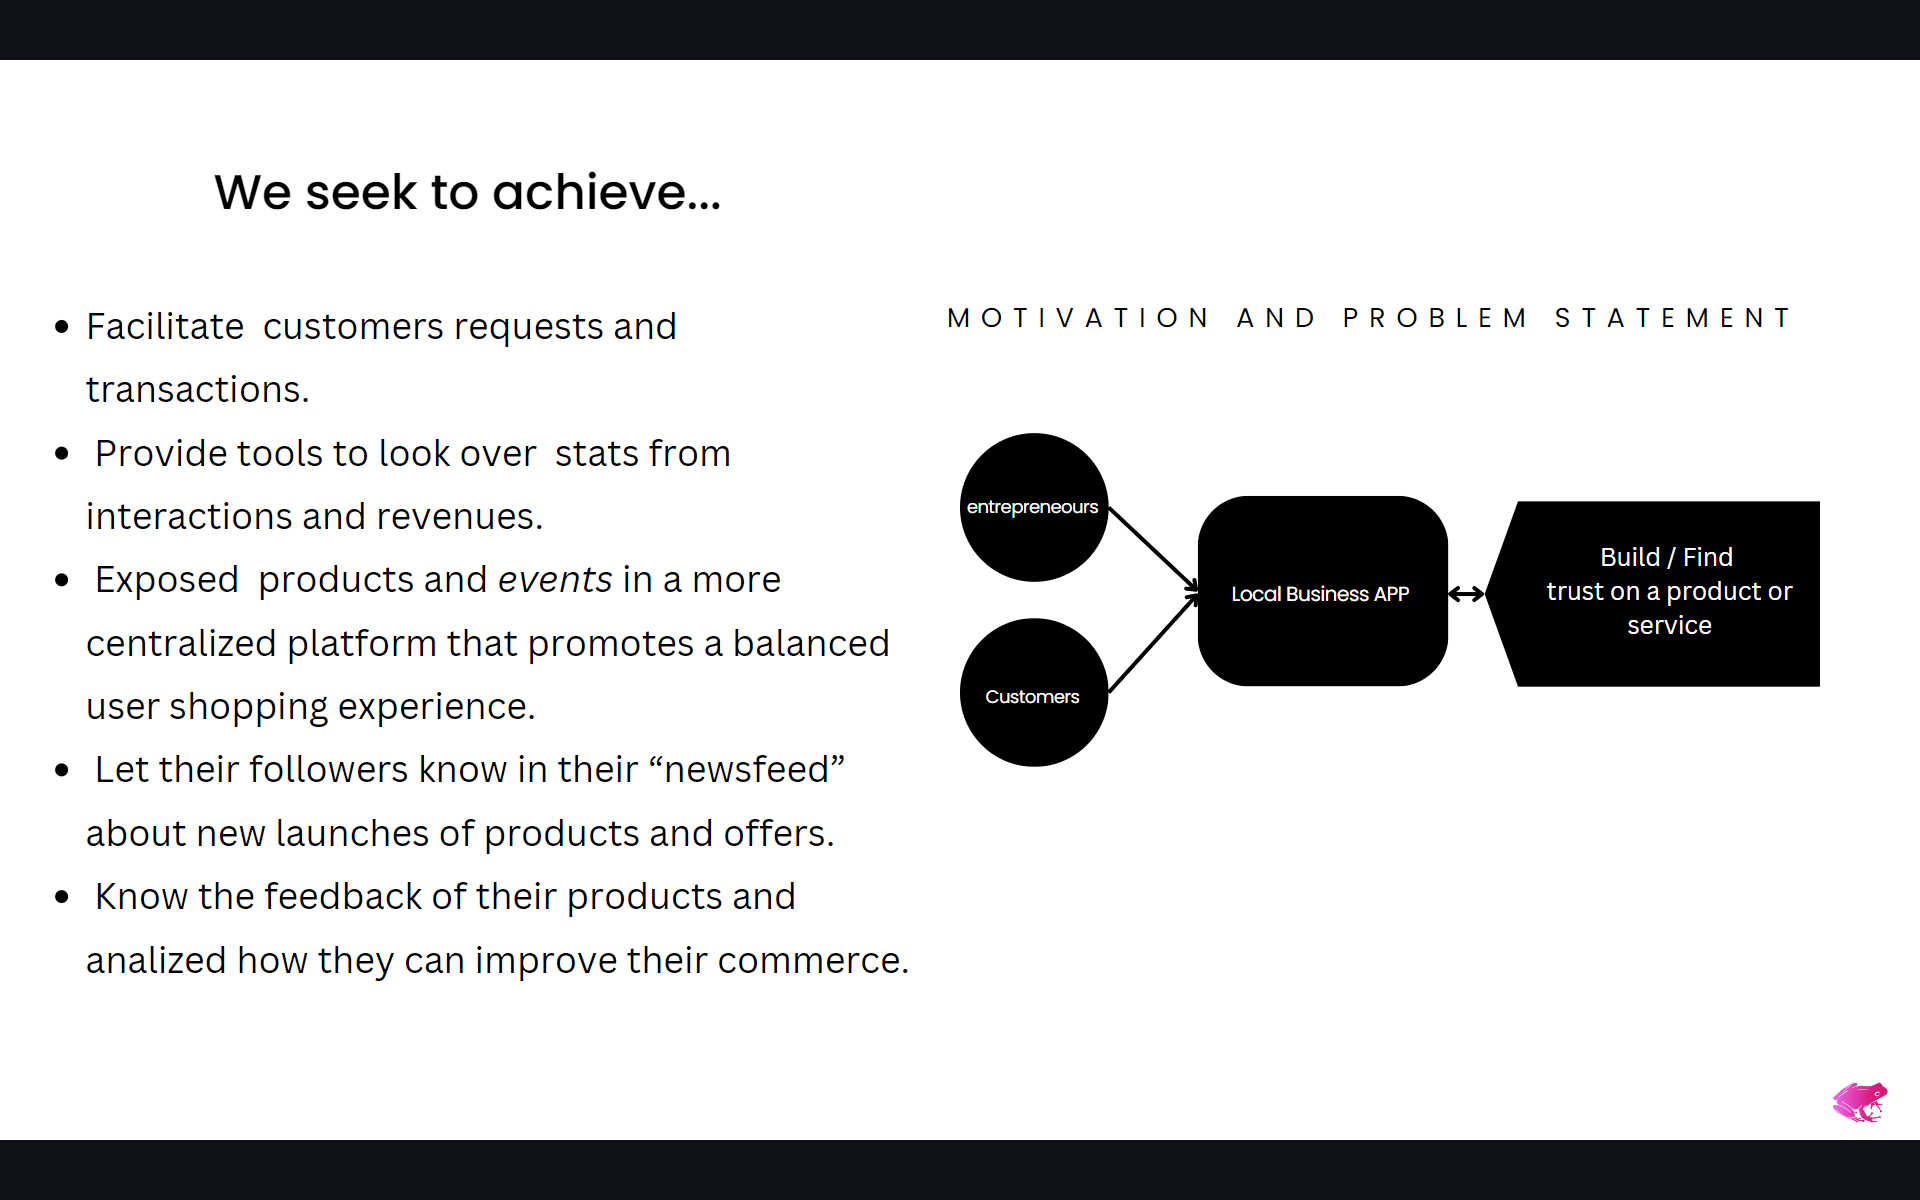 We seek to achieve...
• Facilitate  customers requests and
transactions.
•  Provide tools to look over  stats from
interactions and revenues.
•  Exposed  products and events in a more
centralized platform that promotes a balanced
user shopping experience.
•  Let their followers know in their “newsfeed”
about new launches of products and offers.
•  Know the feedback of their products and
analized how they can improve their commerce.
MOTIVATION AND PROBLEM STATEMENT
entrepreneours
Customers
Local Business APP
Build / Find
trust on a product or
service